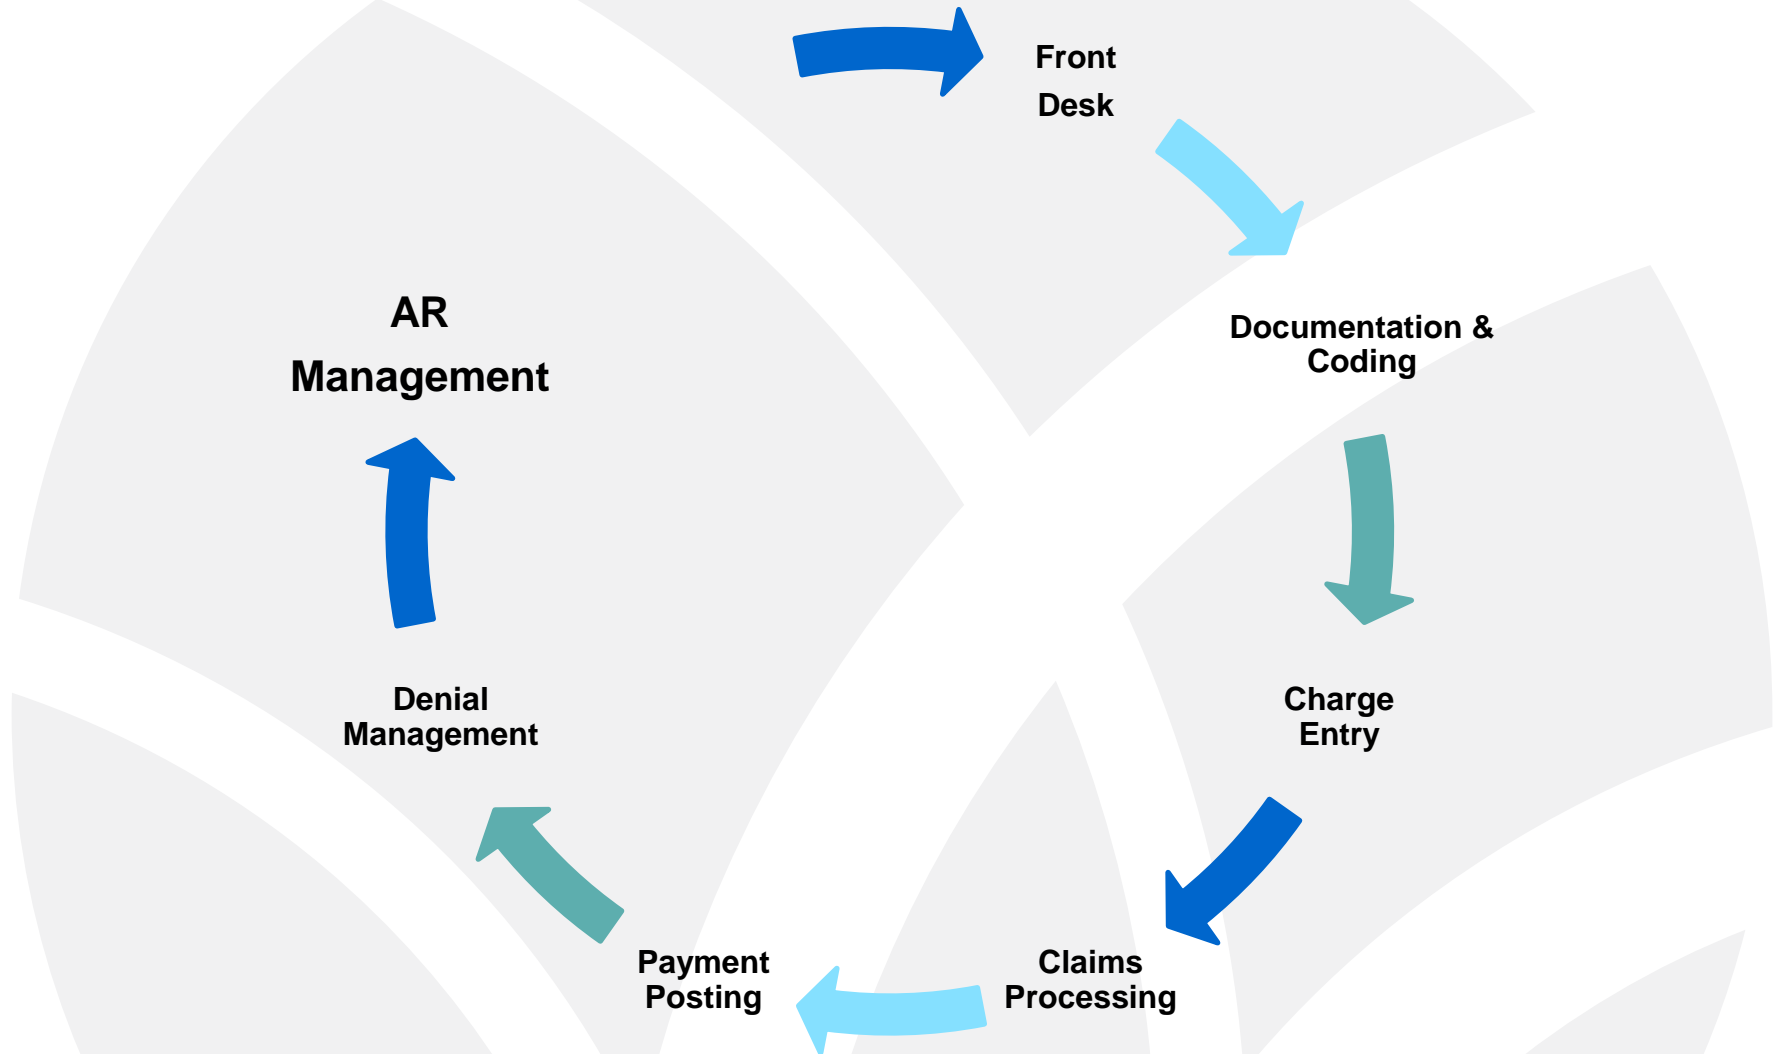 Front
Desk
Documentation &
Coding
Charge
Entry
Claims
Processing
Payment
Posting
Denial
Management
AR
Management